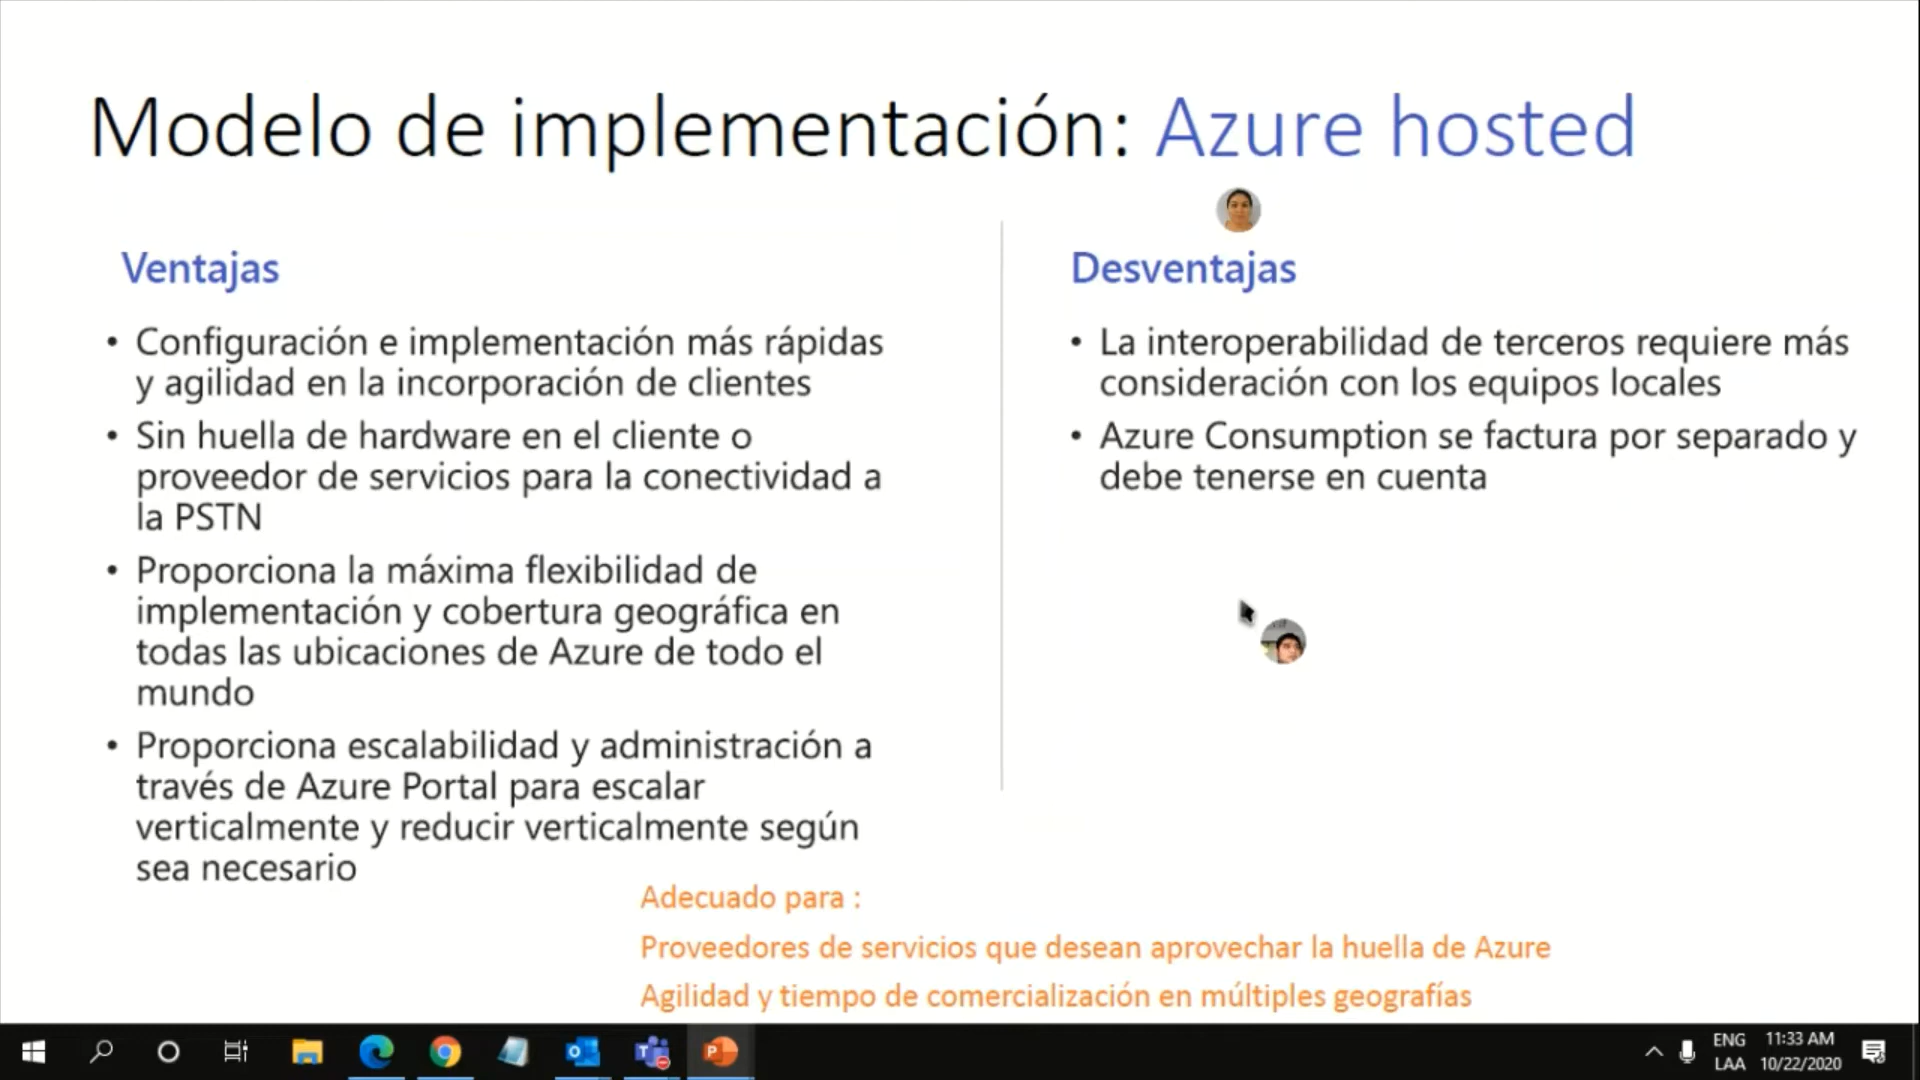 Modelo de implementación: Azure hosted
Ventajas
• Configuración e implementación más rápidas
y agilidad en la incorporación de clientes
• Sin huella de hardware en el cliente o
proveedor de servicios para la conectividad a
la PSTN
• Proporciona la máxima flexibilidad de
implementación y cobertura geográfica en
todas las ubicaciones de Azure de todo el
mundo
• Proporciona escalabilidad y administración a
través de Azure Portal para escalar
verticalmente y reducir verticalmente según
sea necesario
Desventajas
• La interoperabilidad de terceros requiere más
consideración con los equipos locales
• Azure Consumption se factura por separado y
debe tenerse en cuenta
Adecuado para :
Proveedores de servicios que desean aprovechar la huella de Azure
Agilidad y tiempo de comercialización en múltiples geografías
ENG 11:33 AM
LAA 10/22/2020